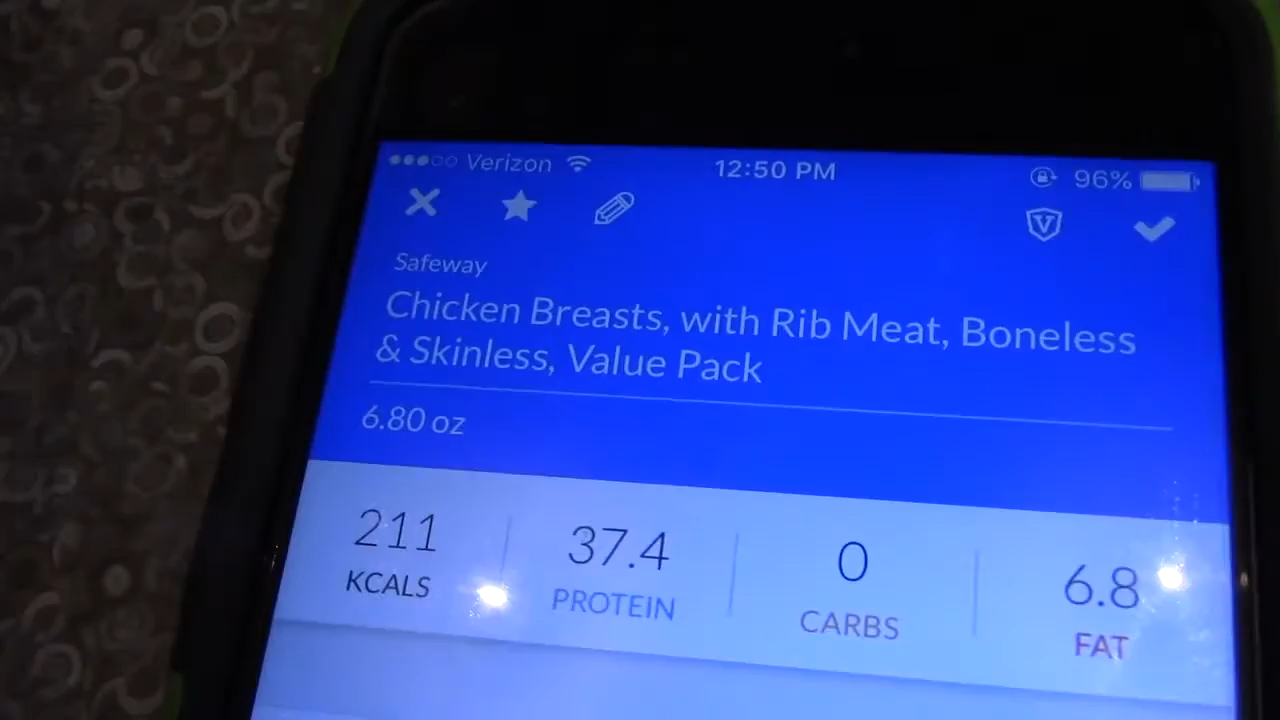 Verizon 12:50 PM 96%
V
Safeway
Chicken Breasts, with Rib Meat, Boneless
& Skinless, Value Pack
6.80 oz
211 37.4 0 6.8
KCALS PROTEIN CARBS FAT